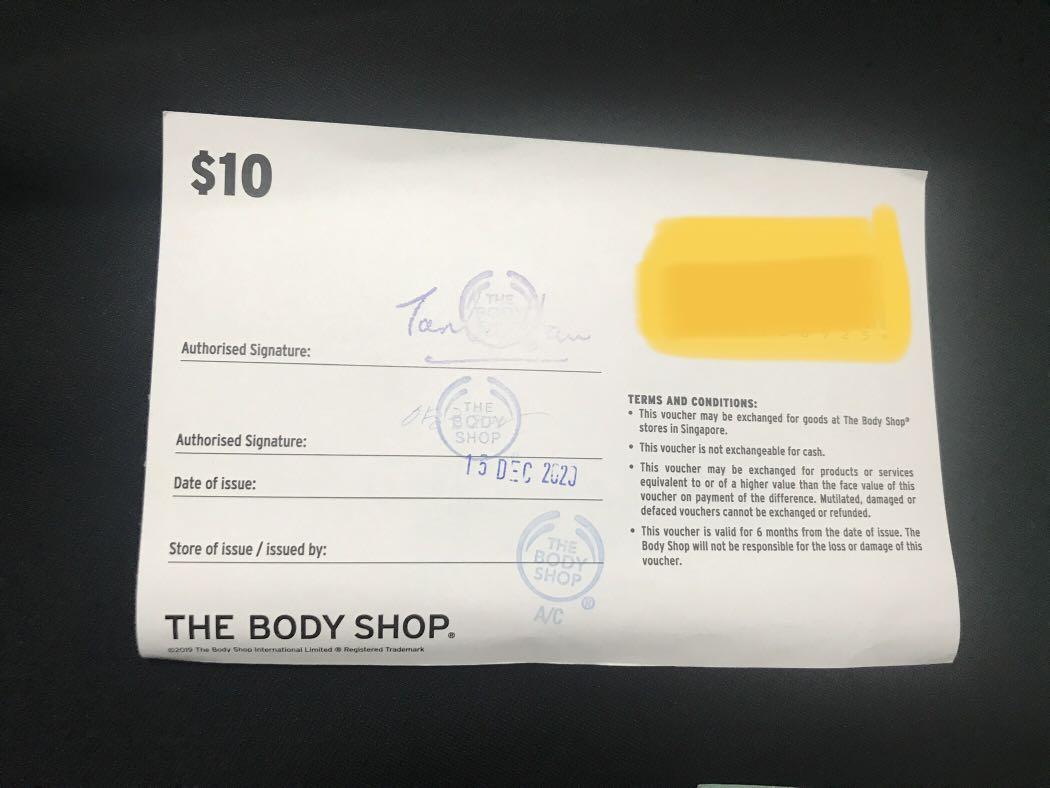 $10
THE
BODY
Authorised Signature:
THE
BODY
SHOP
Authorised Signature:
15 DEC 2020
Date of issue:
Store of issue / issued by:
THE
BODY
SHOP
®
A/C
THE BODY SHOP®
©2019 The Body Shop International Limited ® Registered Trademark
TERMS AND CONDITIONS:
• This voucher may be exchanged for goods at The Body Shop®
stores in Singapore.
• This voucher is not exchangeable for cash.
• This voucher may be exchanged for products or services
equivalent to or of a higher value than the face value of this
voucher on payment of the difference. Mutilated, damaged or
defaced vouchers cannot be exchanged or refunded.
• This voucher is valid for 6 months from the date of issue. The
Body Shop will not be responsible for the loss or damage of this
voucher.